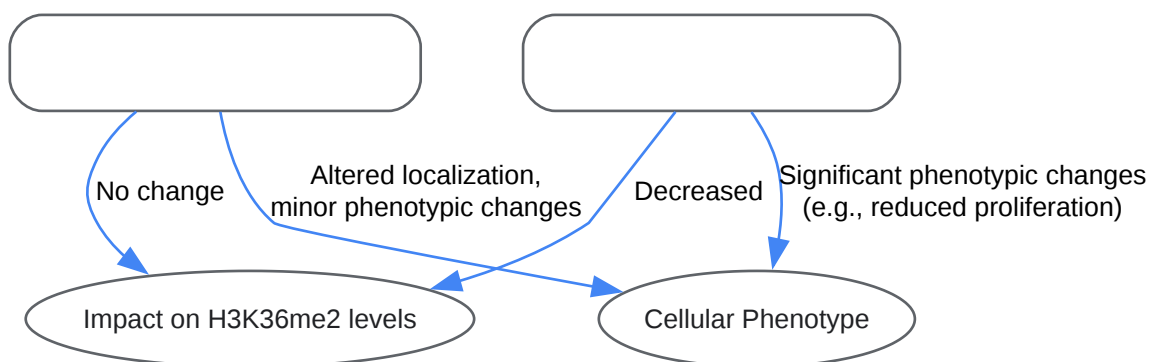 No change
Altered localization,
minor phenotypic changes
Decreased
Significant phenotypic changes
(e.g., reduced proliferation)
Impact on H3K36me2 levels
Cellular Phenotype